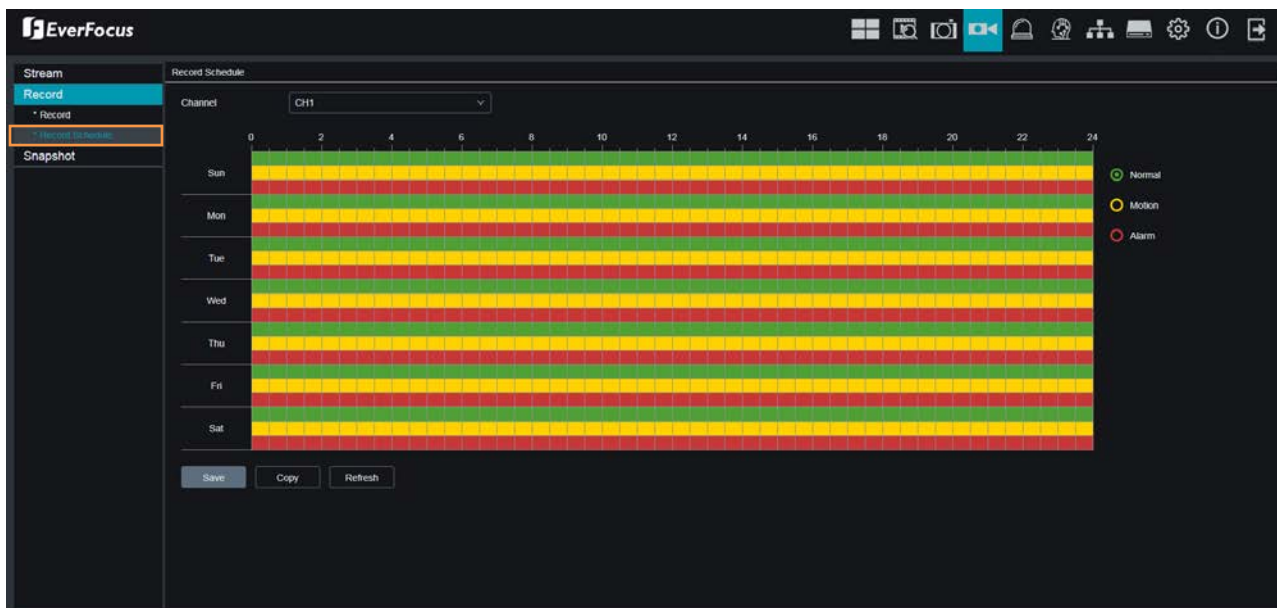 EverFocus
Stream
Record
* Record
* Record Schedule
Snapshot
Record Schedule
Channel CH1
0 2 4 6 8 10 12 14 16 18 20 22 24
Sun
Mon
Tue
Wed
Thu
Fri
Sat
Normal
Motion
Alarm
Save Copy Refresh